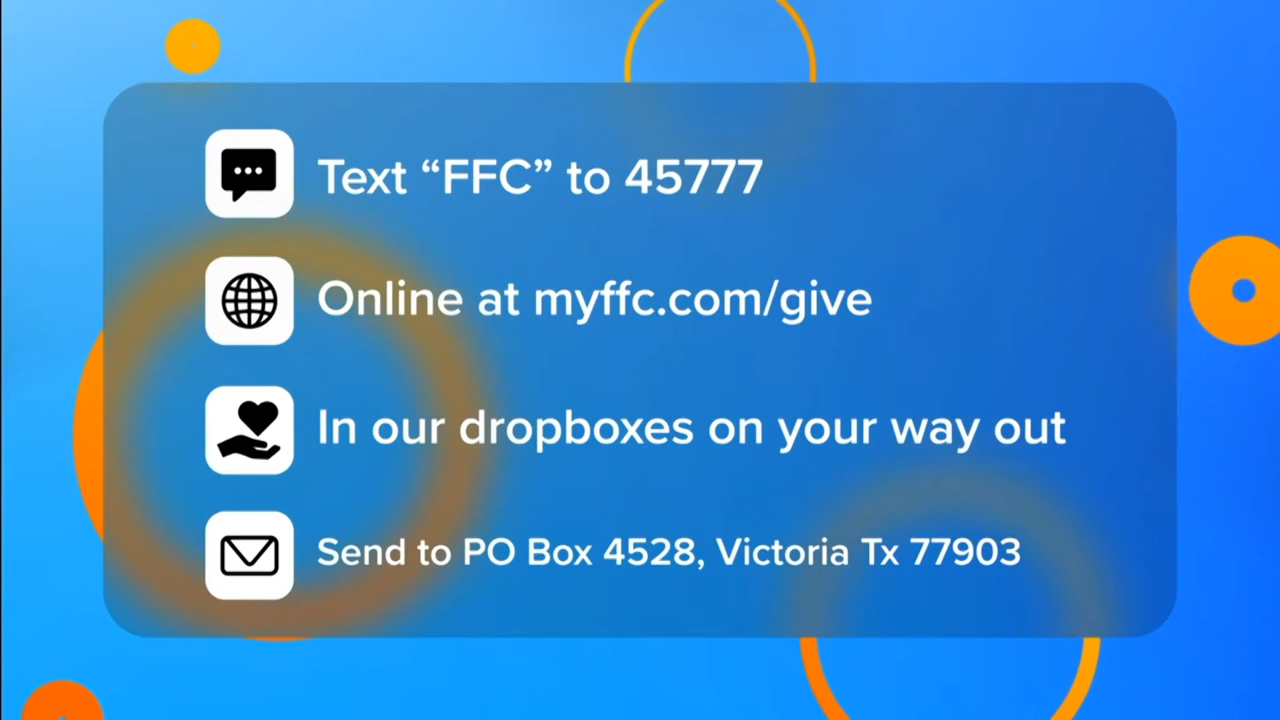 Text “FFC” to 45777
Online at myffc.com/give
In our dropboxes on your way out
Send to PO Box 4528, Victoria Tx 77903